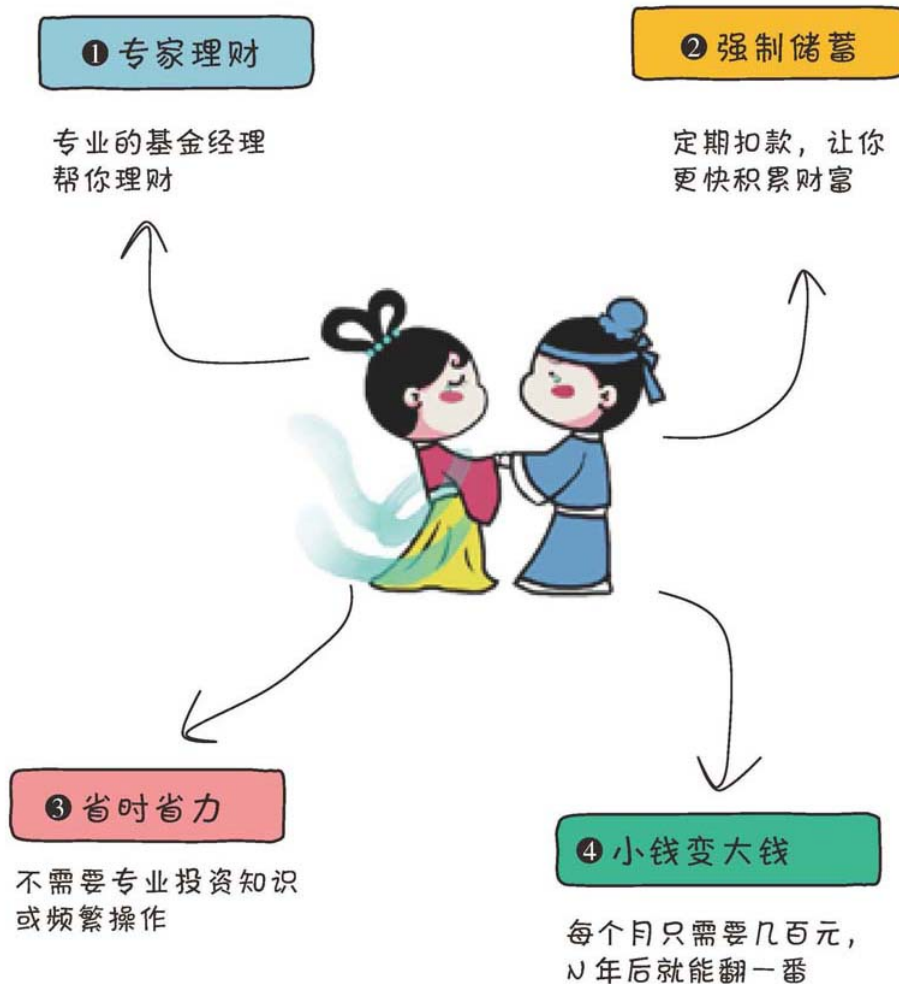 ❶ 专家理财
专业的基金经理
帮你理财
❷ 强制储蓄
定期扣款，让你
更快积累财富
❸ 省时省力
不需要专业投资知识
或频繁操作
❹ 小钱变大钱
每个月只需要几百元，
N 年后就能翻一番